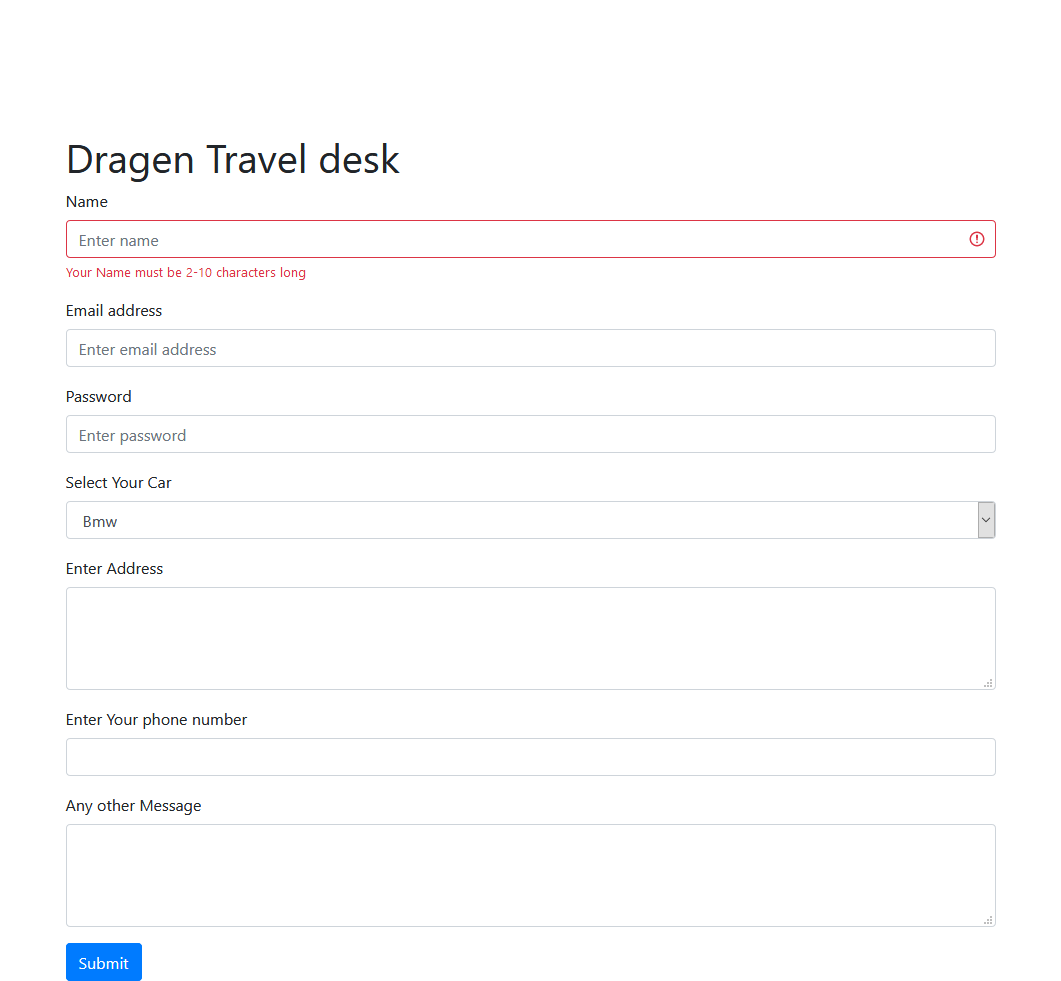 Dragen Travel desk
Name
Enter name
Your Name must be 2-10 characters long
Email address
Enter email address
Password
Enter password
Select Your Car
Bmw
Enter Address
Enter Your phone number
Any other Message
Submit